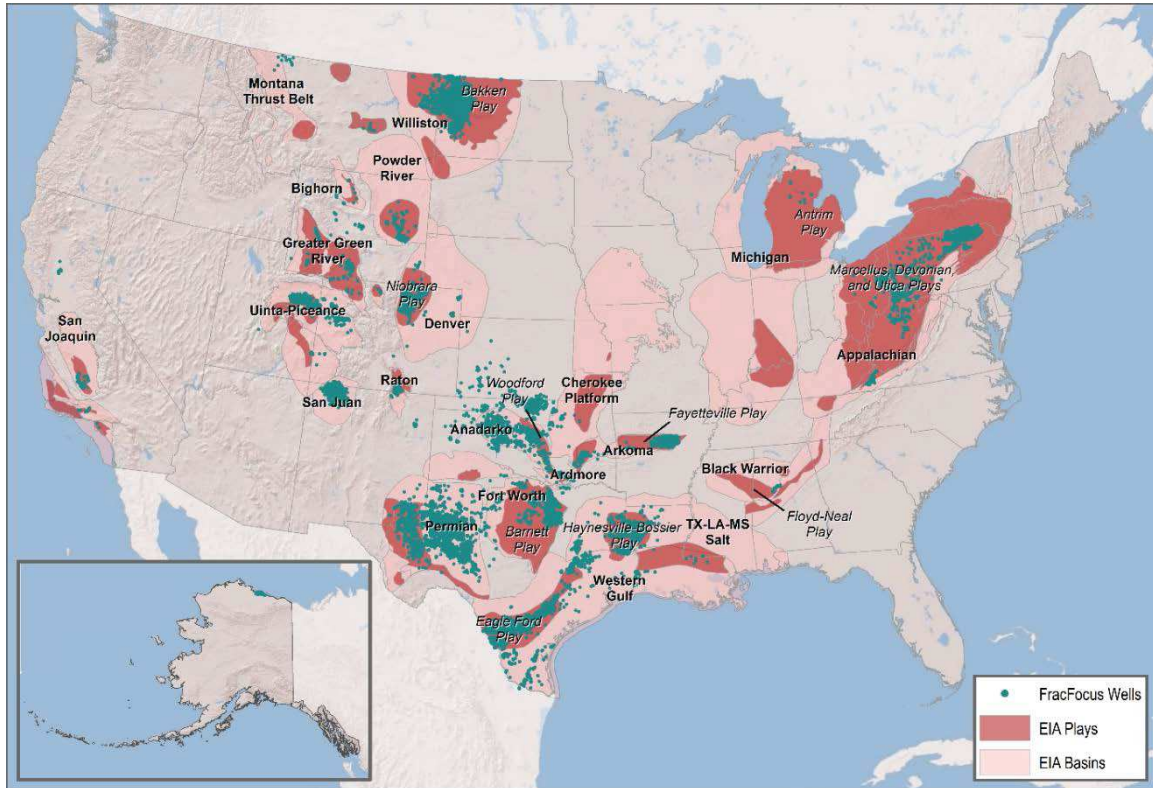 Montana
Thrust Belt
Bakken
Play
Williston
Powder
River
Bighorn
Antrim
Play
Greater Green
River
Michigan
Marcellus, Devonian,
and Utica Plays
Niobrara
Play
Uinta-Piceance
San
Joaquin
Denver
Appalachian
Raton
Woodford
Play
Cherokee
Platform
San Juan
Fayetteville Play
Anadarko
Arkoma
Ardmore
Black Warrior
Fort Worth
Floyd-Neal
Play
Permian
Barnett
Play
Haynesville-Bossier
Play
TX-LA-MS
Salt
Western
Gulf
Eagle Ford
Play
FracFocus Wells
EIA Plays
EIA Basins